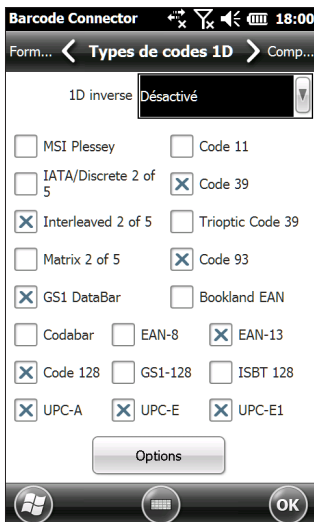 Barcode Connector 18:00
Form... Types de codes 1D Comp...
1D inverse Désactivé
MSI Plessey Code 11
IATA/Discrete 2 of
5 Code 39
Interleaved 2 of 5 Trioptic Code 39
Matrix 2 of 5 Code 93
GS1 DataBar Bookland EAN
Codabar EAN-8 EAN-13
Code 128 GS1-128 ISBT 128
UPC-A UPC-E UPC-E1
Options
OK